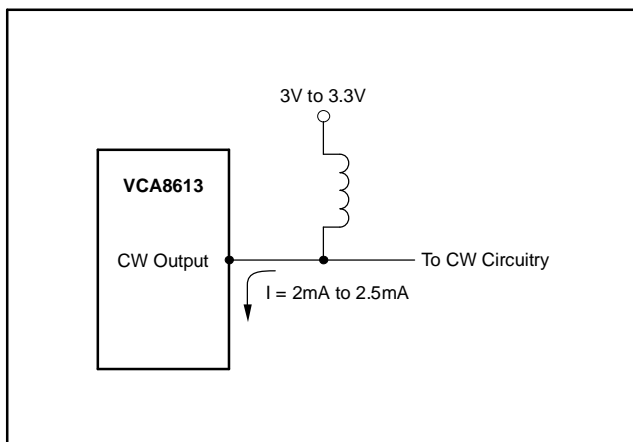 3V to 3.3V
VCA8613
CW Output
To CW Circuitry
I = 2mA to 2.5mA